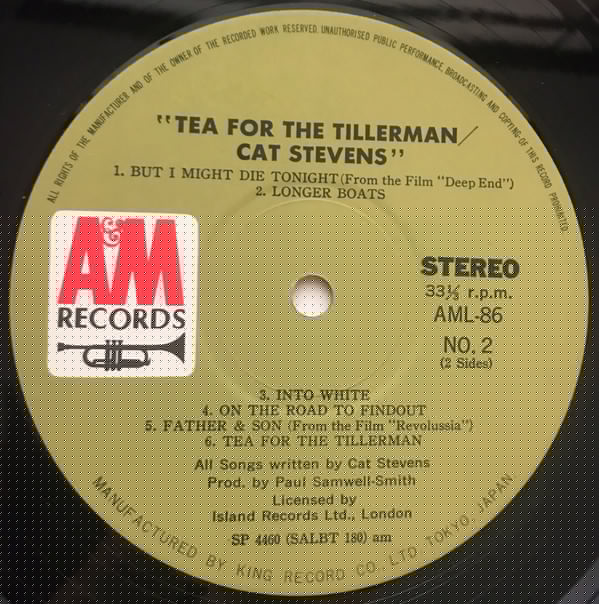 ALL RIGHTS OF THE MANUFACTURER AND OF THE OWNER OF THE RECORDED WORK RESERVED. UNAUTHORISED PUBLIC PERFORMANCE, BROADCASTING AND COPYING OF THIS RECORD PROHIBITED.
"TEA FOR THE TILLERMAN/
CAT STEVENS"
1. BUT I MIGHT DIE TONIGHT (From the Film "Deep End")
2. LONGER BOATS
A&M
RECORDS
STEREO
33⅓ r.p.m.
AML-86
NO. 2
(2 Sides)
3. INTO WHITE
4. ON THE ROAD TO FINDOUT
5. FATHER & SON (From the Film "Revolussia")
6. TEA FOR THE TILLERMAN
All Songs written by Cat Stevens
Prod. by Paul Samwell-Smith
Licensed by
Island Records Ltd., London
SP 4460 (SALBT 180) am
MANUFACTURED BY KING RECORD CO., LTD TOKYO JAPAN